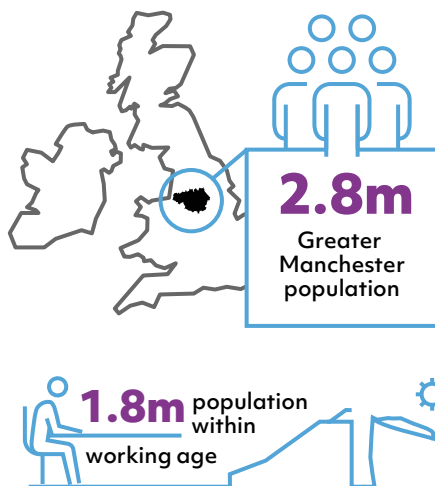 2.8m
Greater
Manchester
population
1.8m population
within
working age